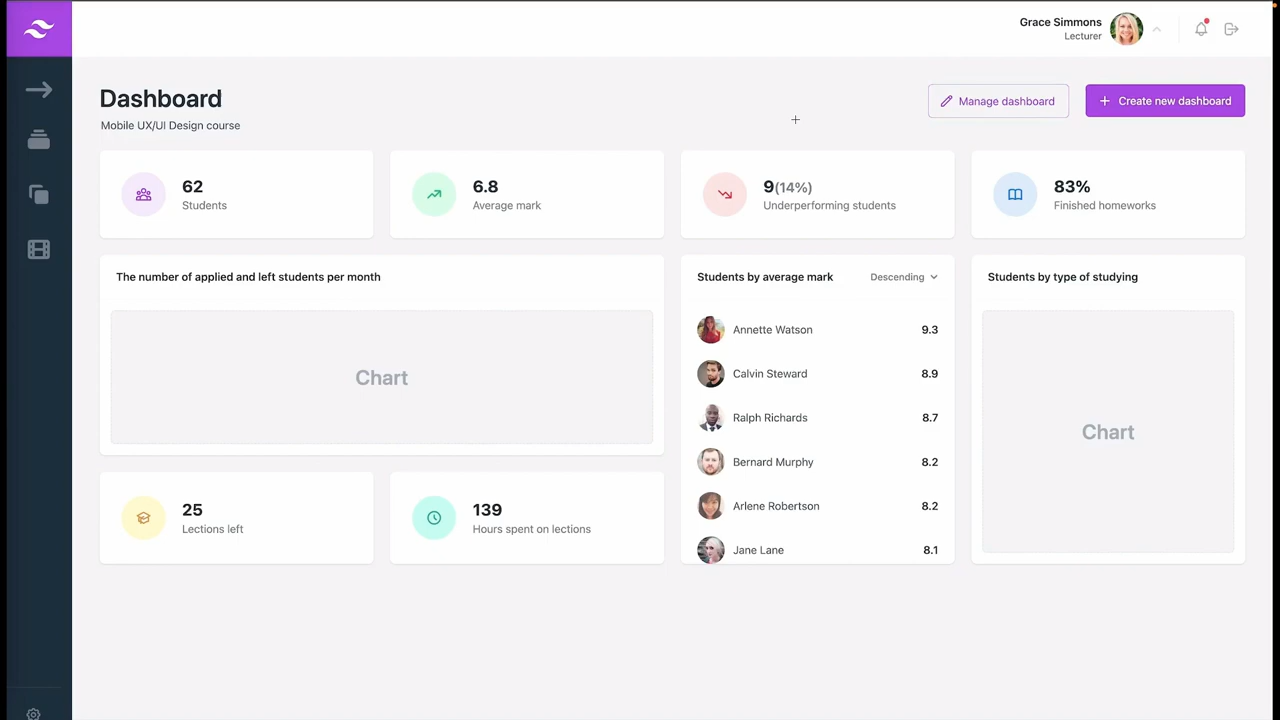 Grace Simmons
Lecturer
Dashboard
Mobile UX/UI Design course
Manage dashboard
Create new dashboard
62
Students
6.8
Average mark
9(14%)
Underperforming students
83%
Finished homeworks
The number of applied and left students per month
Chart
Students by average mark
Descending
Annette Watson 9.3
Calvin Steward 8.9
Ralph Richards 8.7
Bernard Murphy 8.2
Arlene Robertson 8.2
Jane Lane 8.1
Students by type of studying
Chart
25
Lections left
139
Hours spent on lections